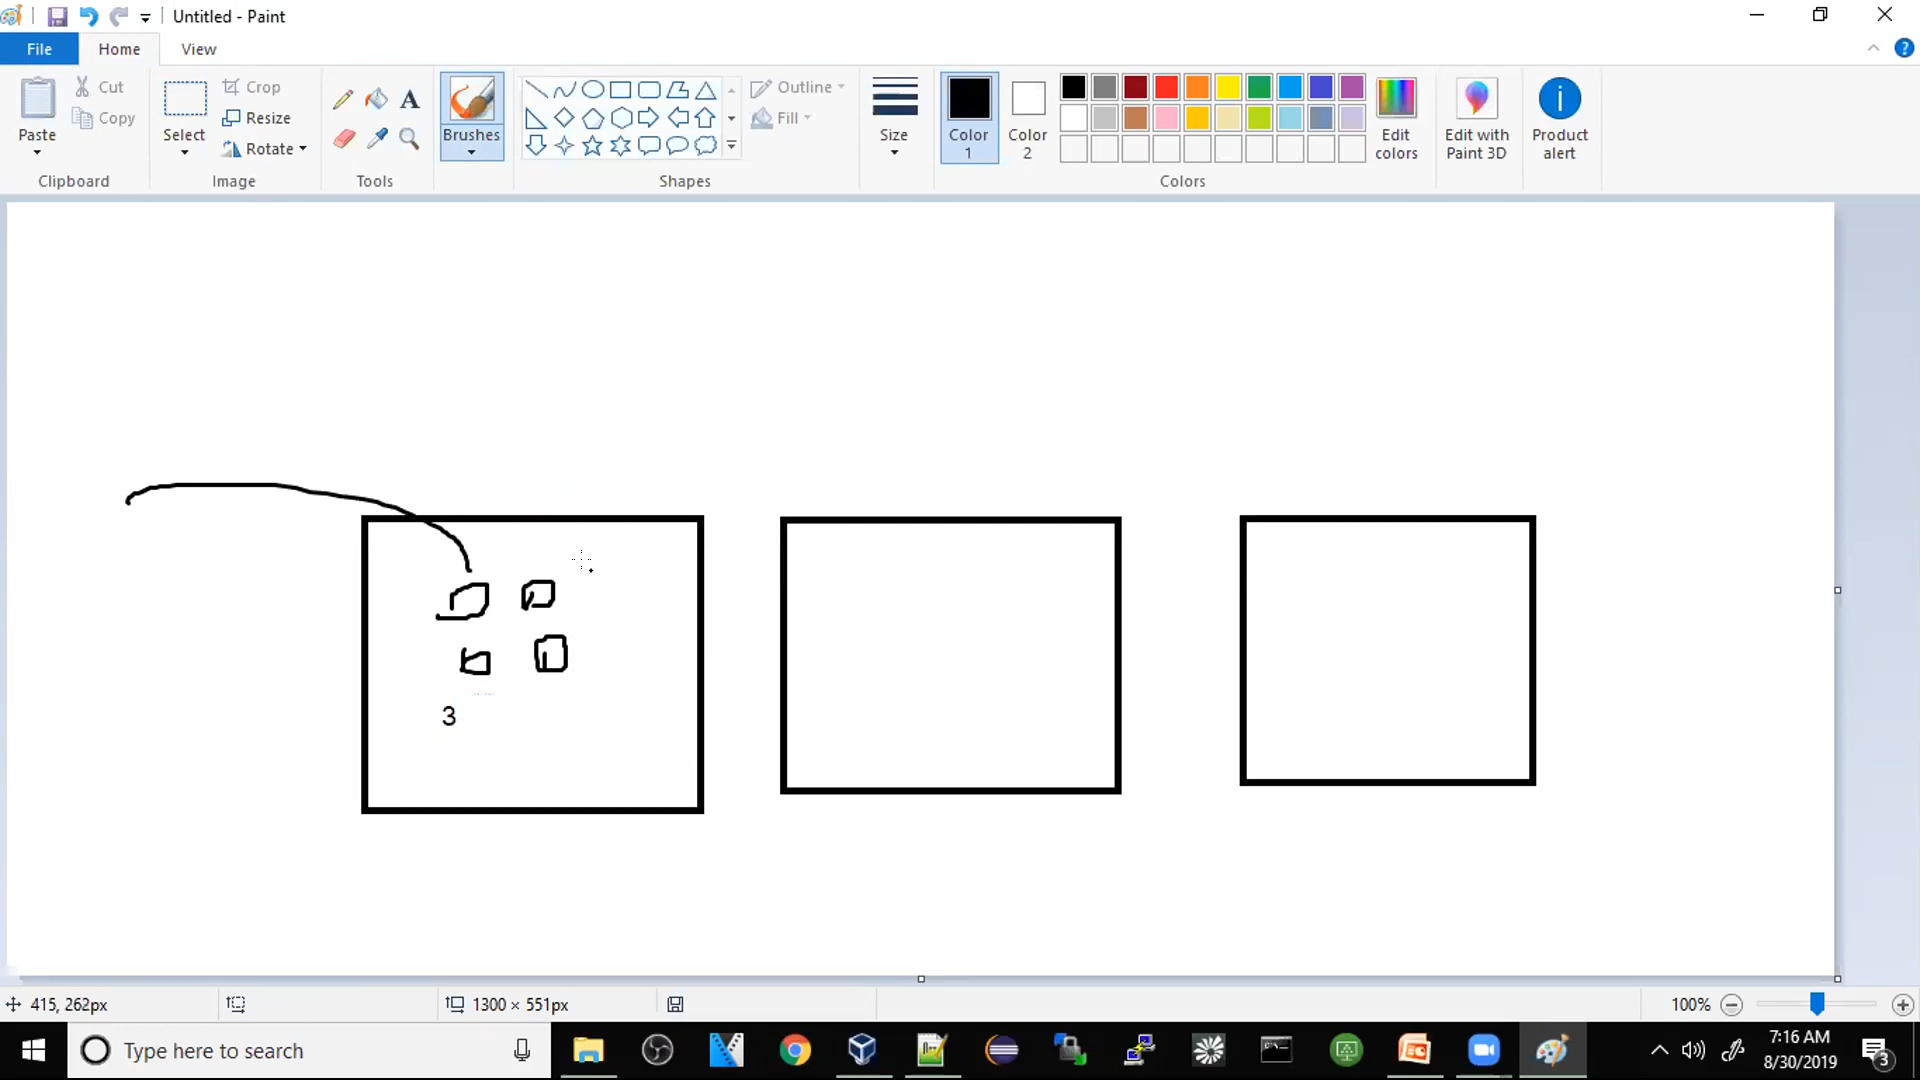 Untitled - Paint
File Home View
Paste
Cut
Copy
Clipboard
Select
Crop
Resize
Rotate
Image
Tools
Brushes
Outline
Fill
Shapes
Size
Color 1
Color 2
Edit colors
Colors
Edit with Paint 3D
Product alert
3
415, 262px
1300 × 551px
100%
Type here to search
7:16 AM
8/30/2019
3